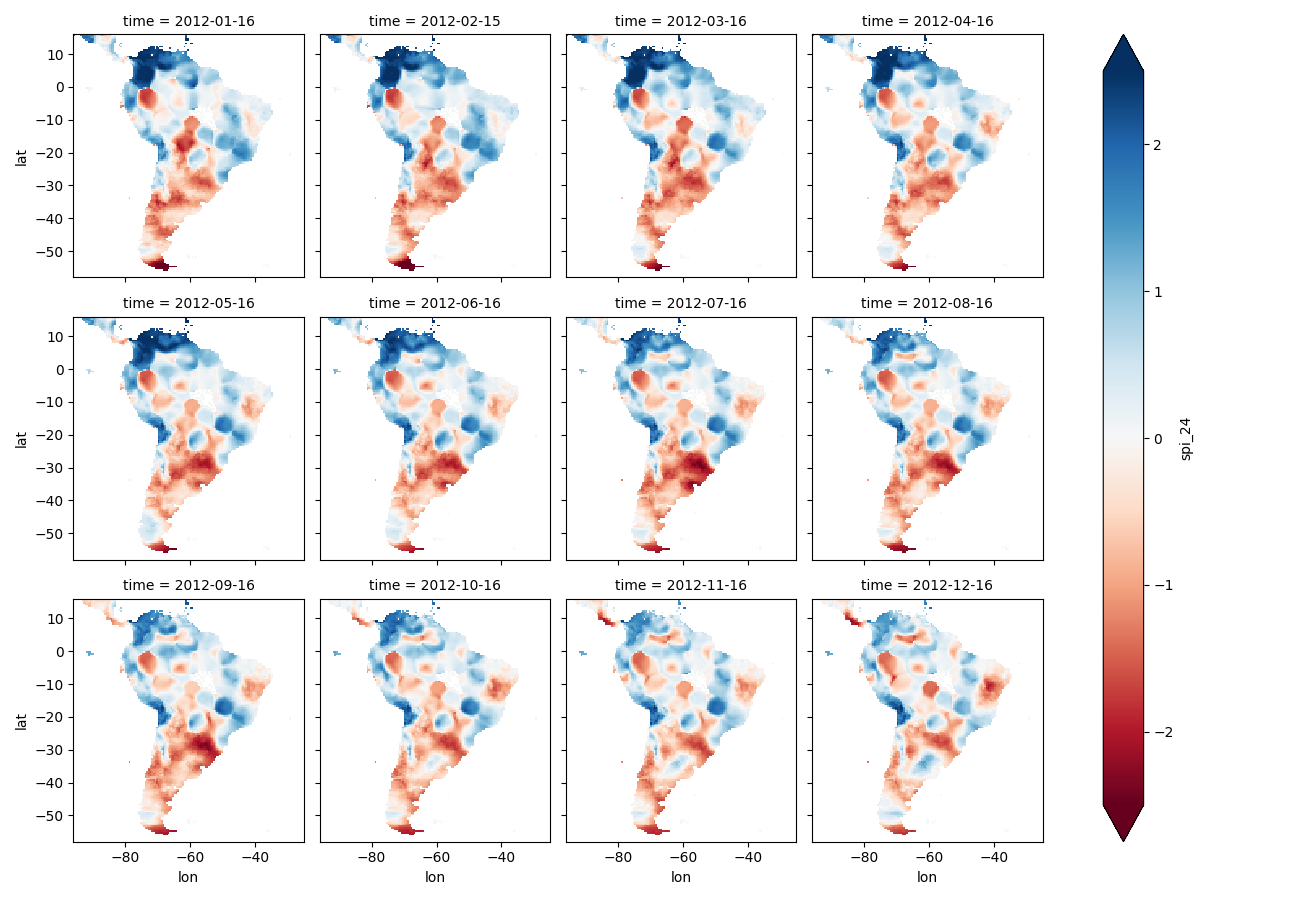 time = 2012-01-16
time = 2012-02-15
time = 2012-03-16
time = 2012-04-16
10
0
−10
−20
−30
−40
−50
lat
2
1
0
−1
−2
spi_24
time = 2012-05-16
time = 2012-06-16
time = 2012-07-16
time = 2012-08-16
10
0
−10
−20
−30
−40
−50
lat
time = 2012-09-16
time = 2012-10-16
time = 2012-11-16
time = 2012-12-16
10
0
−10
−20
−30
−40
−50
lat
−80 −60 −40
−80 −60 −40
−80 −60 −40
−80 −60 −40
lon
lon
lon
lon